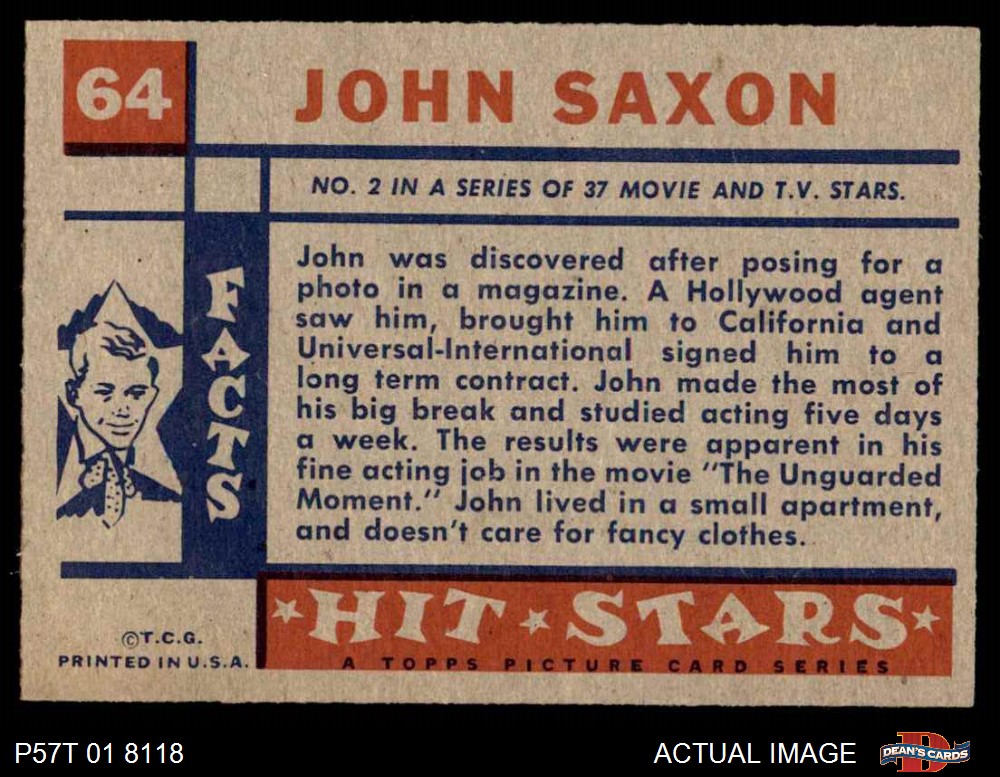 64
JOHN SAXON
NO. 2 IN A SERIES OF 37 MOVIE AND T.V. STARS.
FACTS
John was discovered after posing for a
photo in a magazine. A Hollywood agent
saw him, brought him to California and
Universal-International signed him to a
long term contract. John made the most of
his big break and studied acting five days
a week. The results were apparent in his
fine acting job in the movie "The Unguarded
Moment." John lived in a small apartment,
and doesn't care for fancy clothes.
HIT STARS
A TOPPS PICTURE CARD SERIES
©T.C.G.
PRINTED IN U.S.A.
P57T 01 8118
ACTUAL IMAGE
D
DEAN'S CARDS